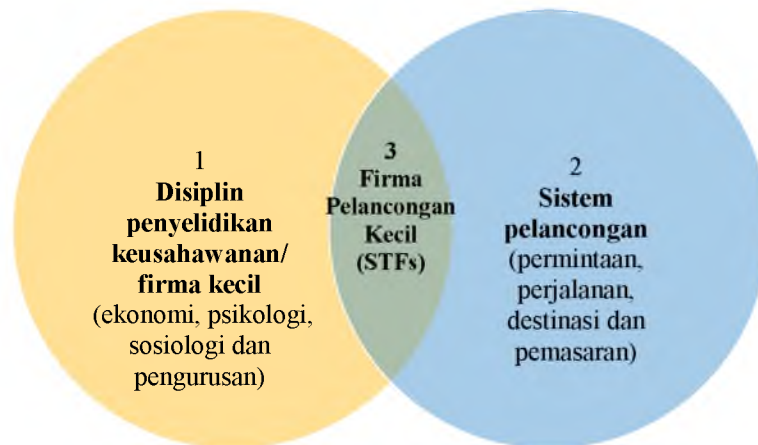 1
Disiplin
penyelidikan
keusahawanan/
firma kecil
(ekonomi, psikologi,
sosiologi dan
pengurusan)
3
Firma
Pelancongan
Kecil
(STFs)
2
Sistem
pelancongan
(permintaan,
perjalanan,
destinasi dan
pemasaran)